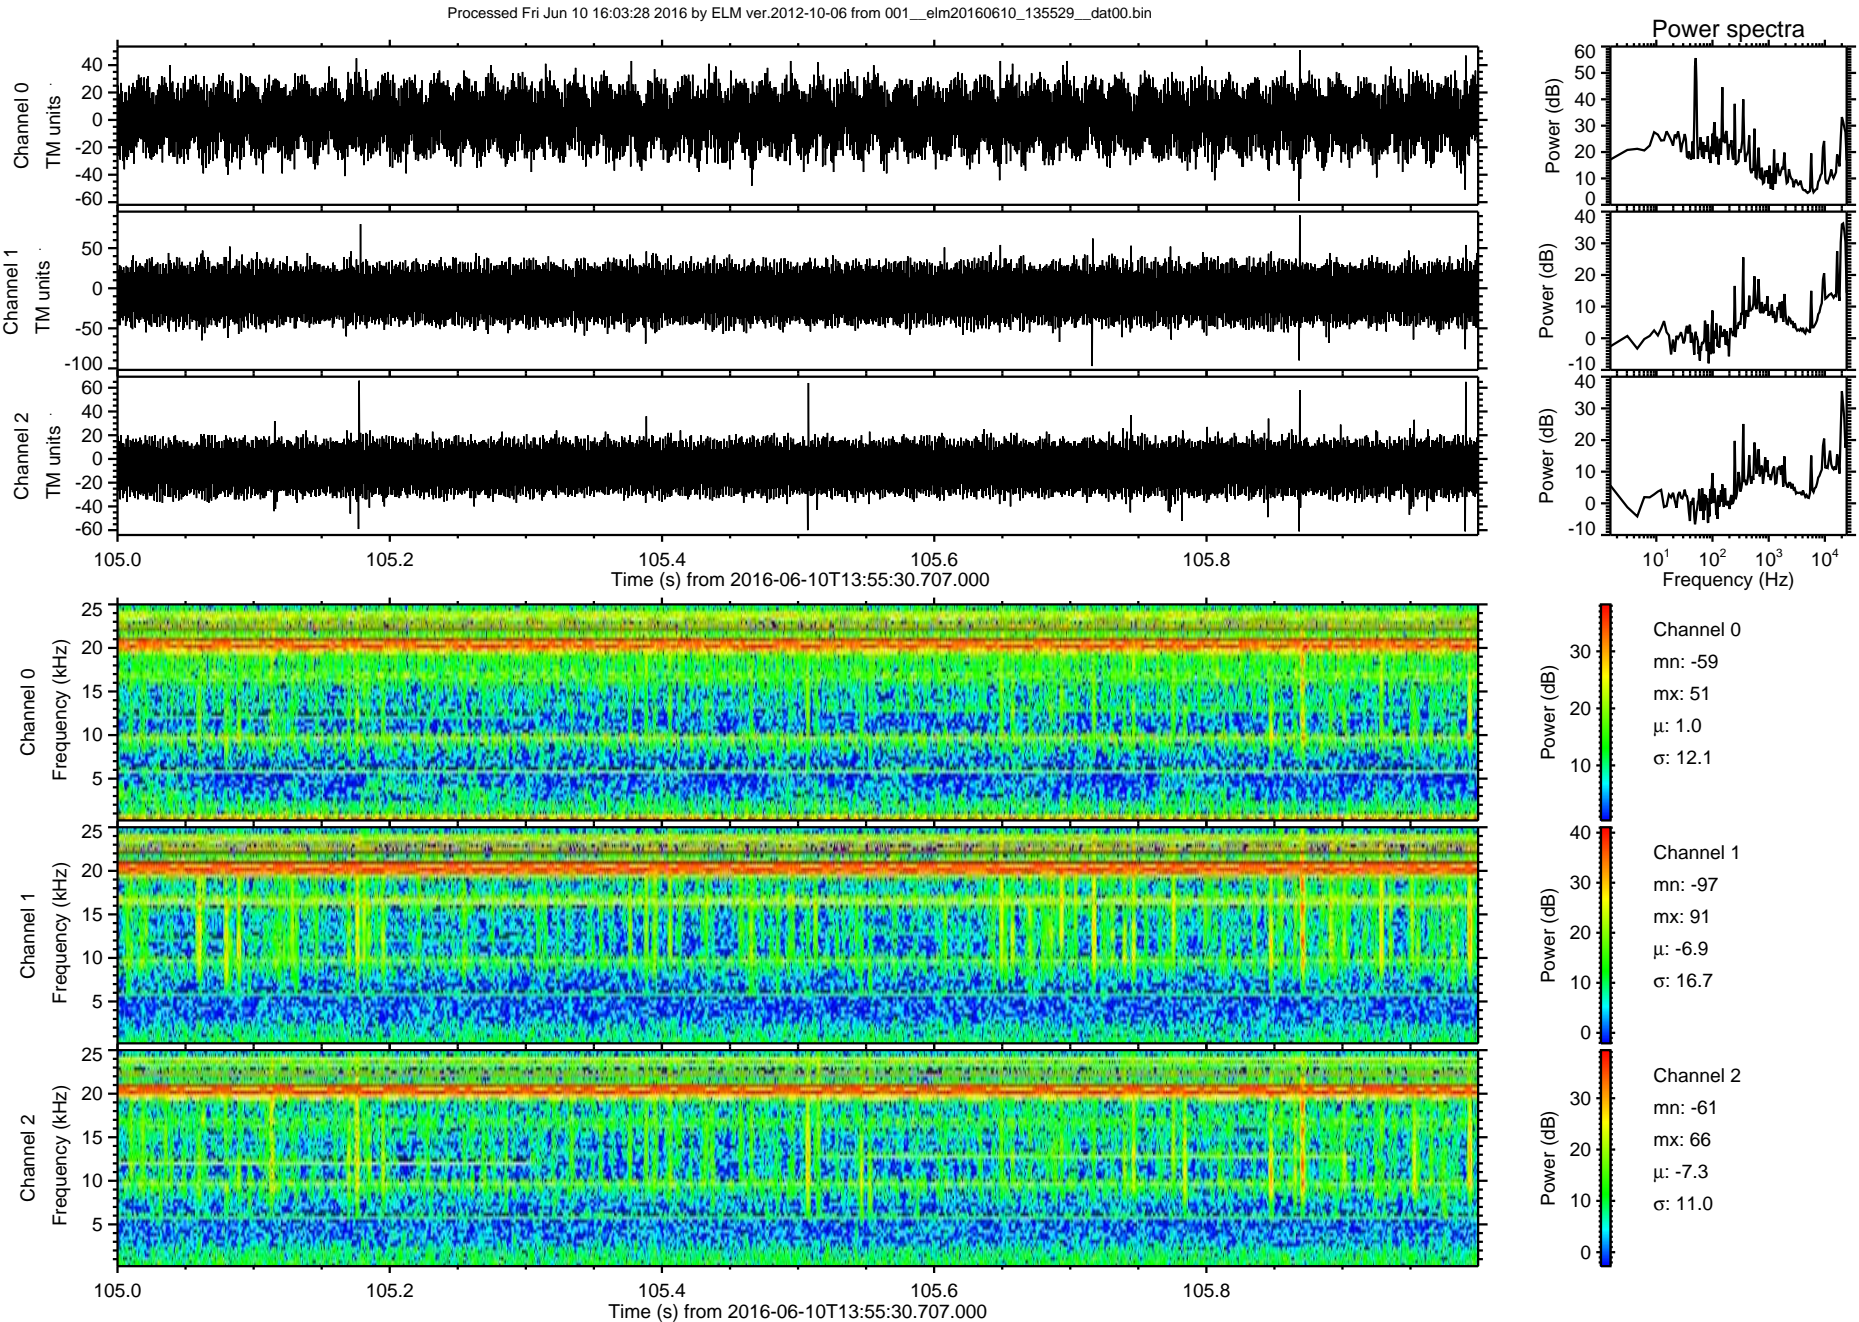 Processed Fri Jun 10 16:03:28 2016 by ELM ver.2012-10-06 from 001__elm20160610_135529__dat00.bin
Power spectra
Channel 0
TM units
40
20
0
-20
-40
-60
Power (dB)
60
50
40
30
20
10
0
Channel 1
TM units
50
0
-50
-100
Power (dB)
40
30
20
10
0
-10
Channel 2
TM units
60
40
20
0
-20
-40
-60
Power (dB)
40
30
20
10
0
-10
105.0 105.2 105.4 105.6 105.8
Time (s) from 2016-06-10T13:55:30.707.000
10¹ 10² 10³ 10⁴
Frequency (Hz)
Channel 0
Frequency (kHz)
25
20
15
10
5
Power (dB)
30
20
10
Channel 0
mn: -59
mx: 51
μ: 1.0
σ: 12.1
Channel 1
Frequency (kHz)
25
20
15
10
5
Power (dB)
40
30
20
10
0
Channel 1
mn: -97
mx: 91
μ: -6.9
σ: 16.7
Channel 2
Frequency (kHz)
25
20
15
10
5
Power (dB)
30
20
10
0
Channel 2
mn: -61
mx: 66
μ: -7.3
σ: 11.0
105.0 105.2 105.4 105.6 105.8
Time (s) from 2016-06-10T13:55:30.707.000